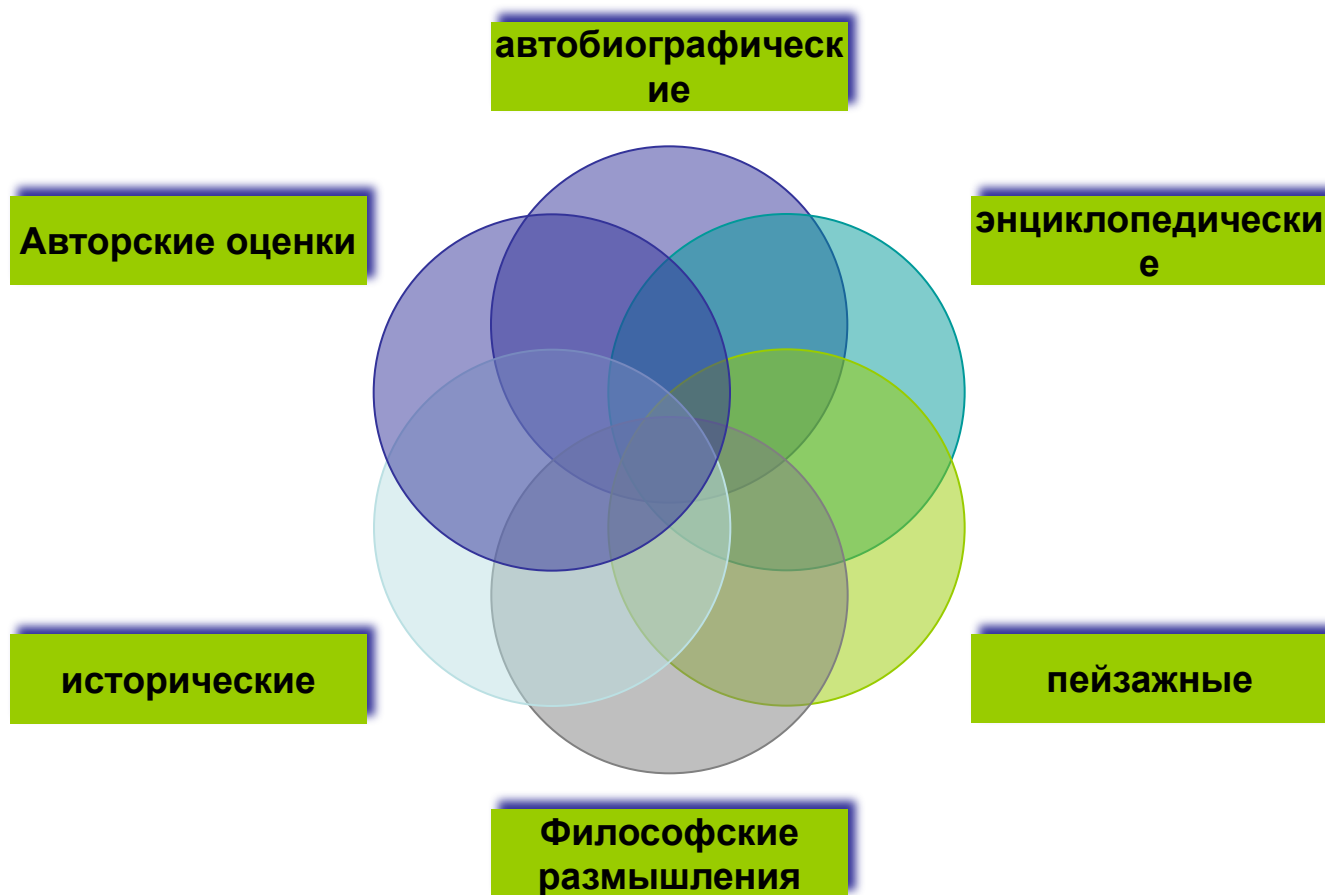 автобиографическ
ие
Авторские оценки
энциклопедически
е
исторические
пейзажные
Философские
размышления